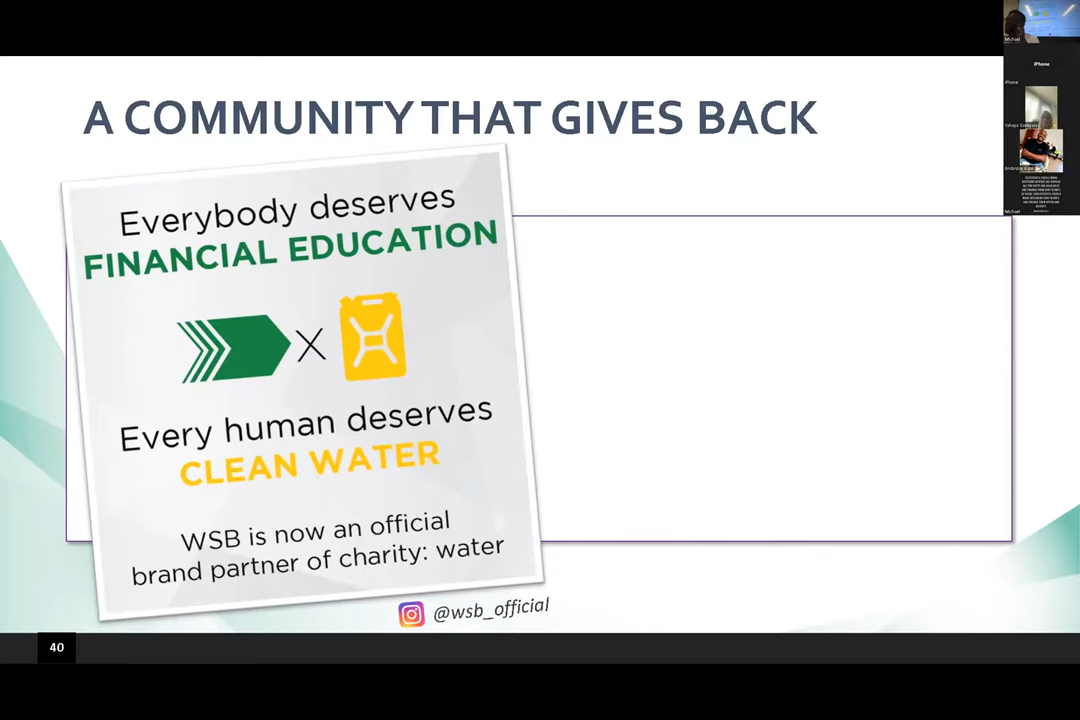 A COMMUNITY THAT GIVES BACK
Everybody deserves
FINANCIAL EDUCATION
X
Every human deserves
CLEAN WATER
WSB is now an official
brand partner of charity: water
@wsb_official
40
Michael
iPhone
iPhone
Michael